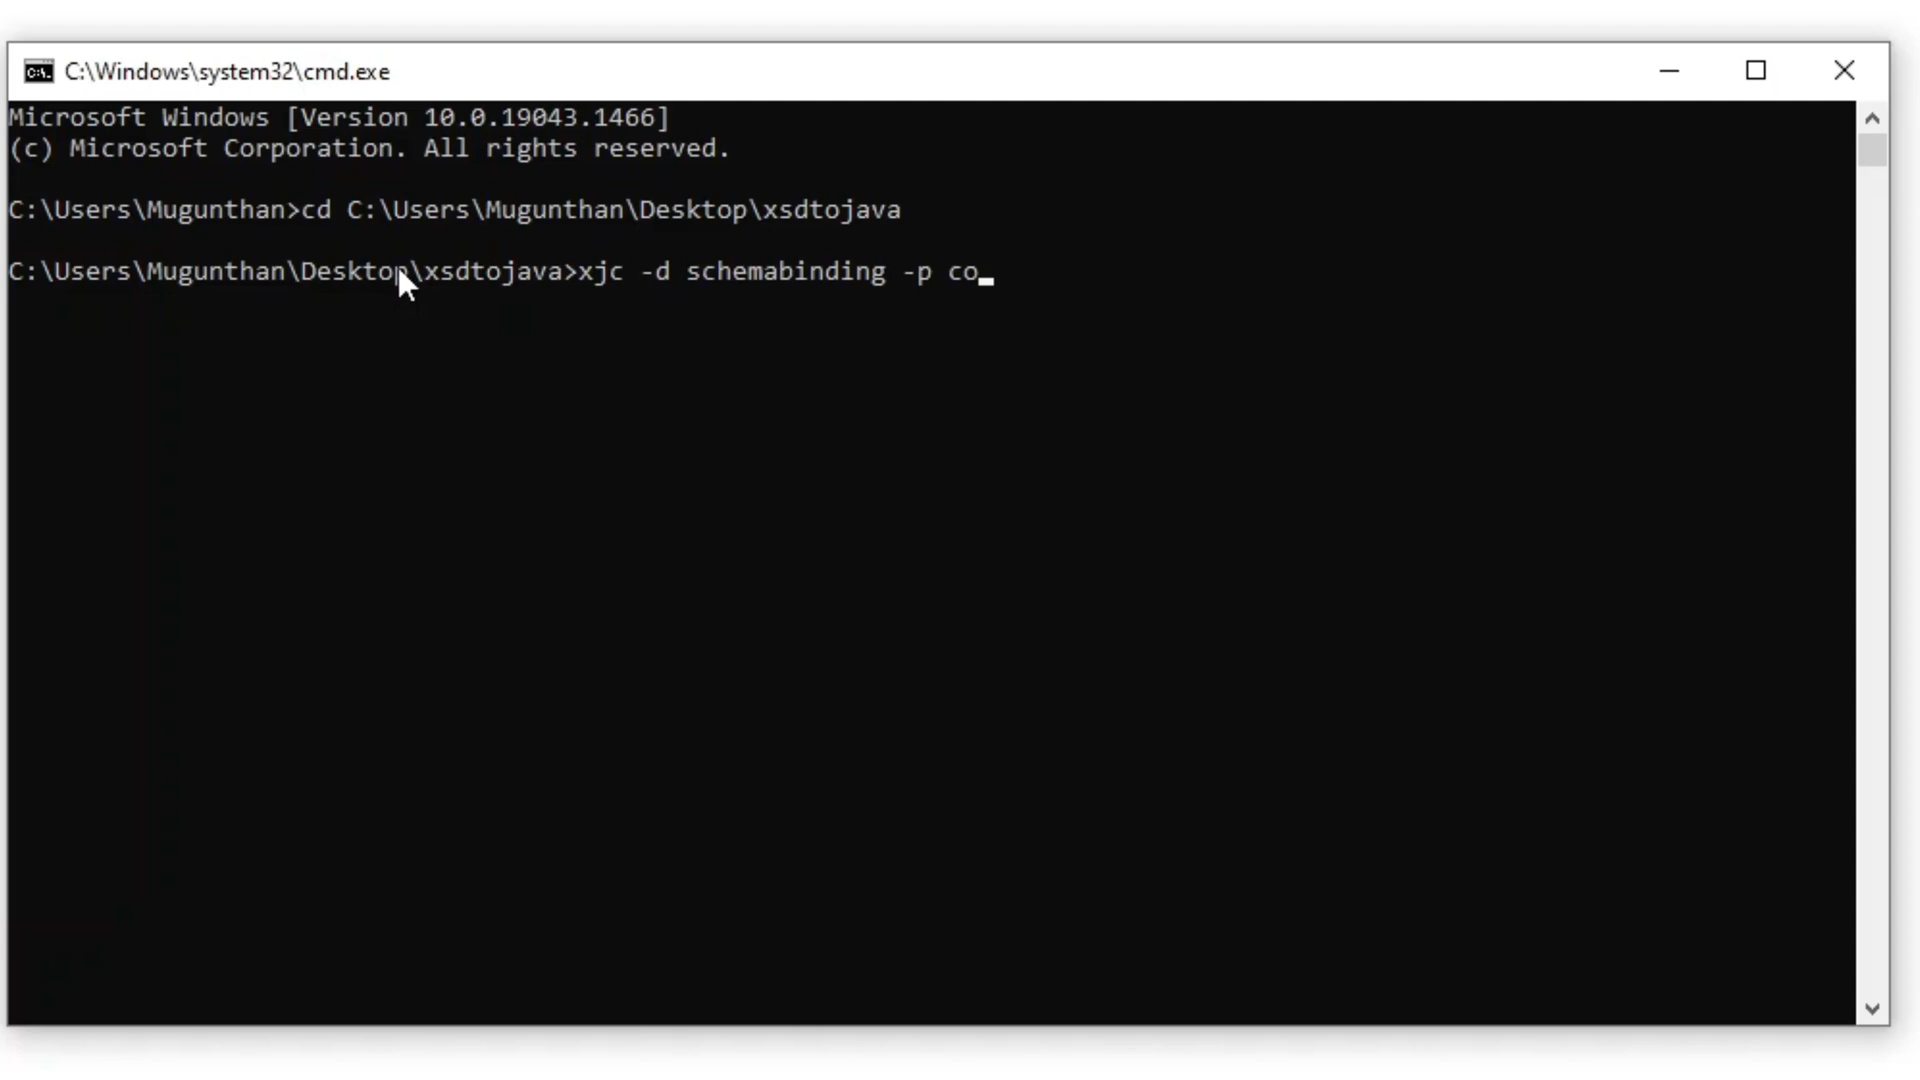 C:\Windows\system32\cmd.exe
Microsoft Windows [Version 10.0.19043.1466]
(c) Microsoft Corporation. All rights reserved.
C:\Users\Mugunthan>cd C:\Users\Mugunthan\Desktop\xsdtojava
C:\Users\Mugunthan\Desktop\xsdtojava>xjc -d schemabinding -p co